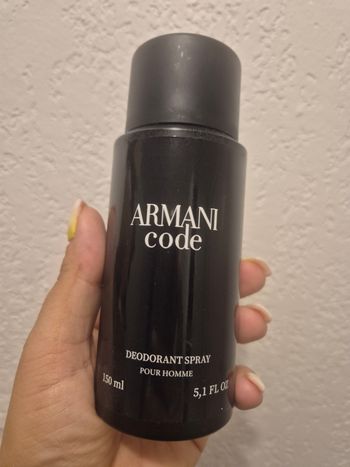 ARMANI
code
DEODORANT SPRAY
POUR HOMME
150 ml
5,1 FL OZ